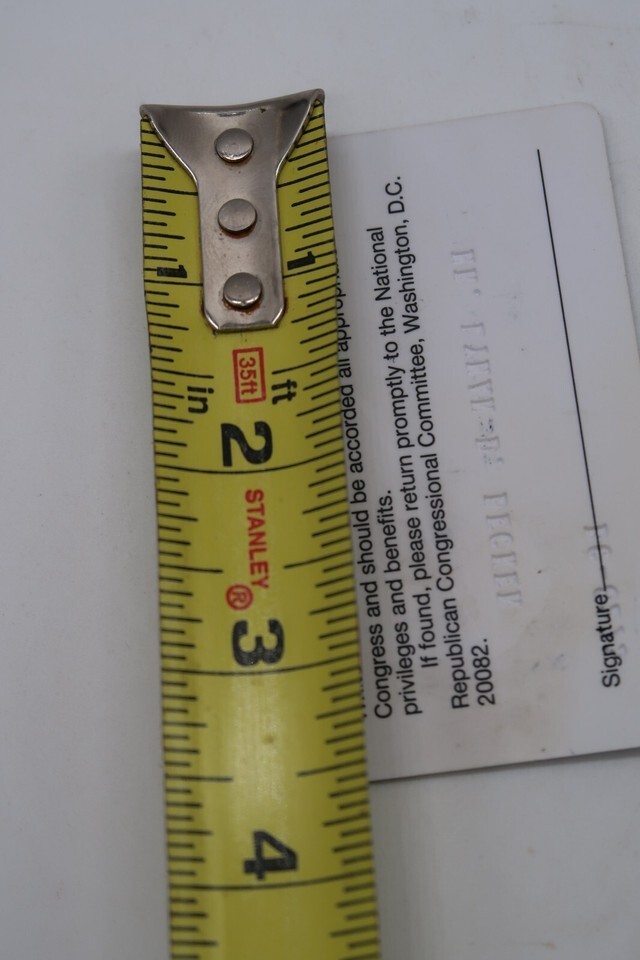 1 1
35ft ft
in
2
STANLEY®
3
4
Congress and should be accorded all
privileges and benefits.
If found, please return promptly to the National
Republican Congressional Committee, Washington, D.C.
20082.
Signature